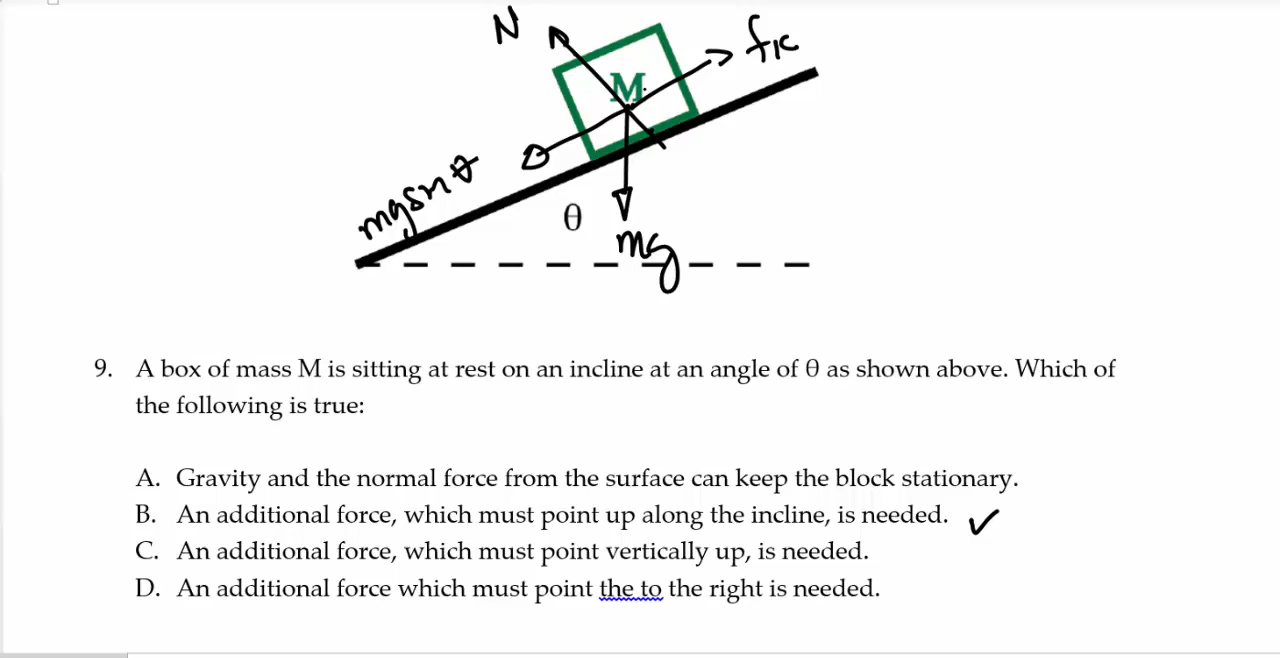 N
fk
M
mgsinθ
θ
mg
9. A box of mass M is sitting at rest on an incline at an angle of θ as shown above. Which of
the following is true:
A. Gravity and the normal force from the surface can keep the block stationary.
B. An additional force, which must point up along the incline, is needed. ✓
C. An additional force, which must point vertically up, is needed.
D. An additional force which must point the to the right is needed.